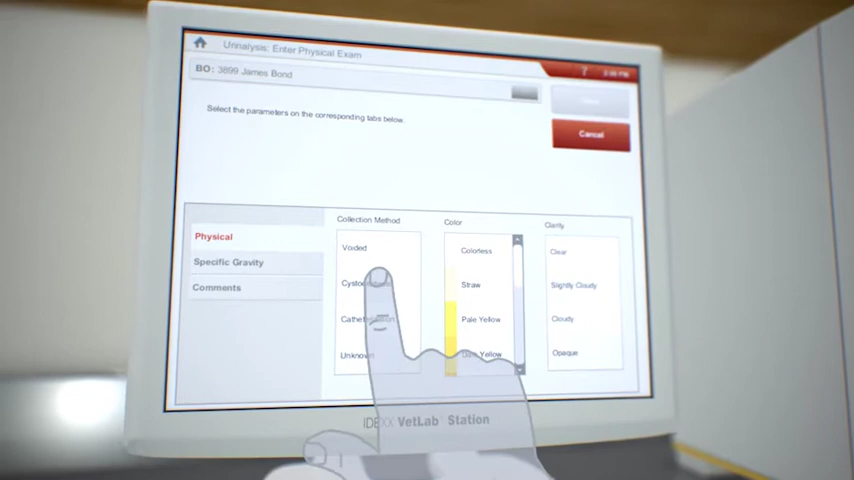 Urinalysis: Enter Physical Exam
?
BO: 3899 James Bond
Select the parameters on the corresponding tabs below.
Cancel
Physical
Specific Gravity
Comments
Collection Method
Voided
Unknown
Color
Colorless
Straw
Pale Yellow
Yellow
Clarity
Clear
Slightly Cloudy
Cloudy
Opaque
IDEXX VetLab Station